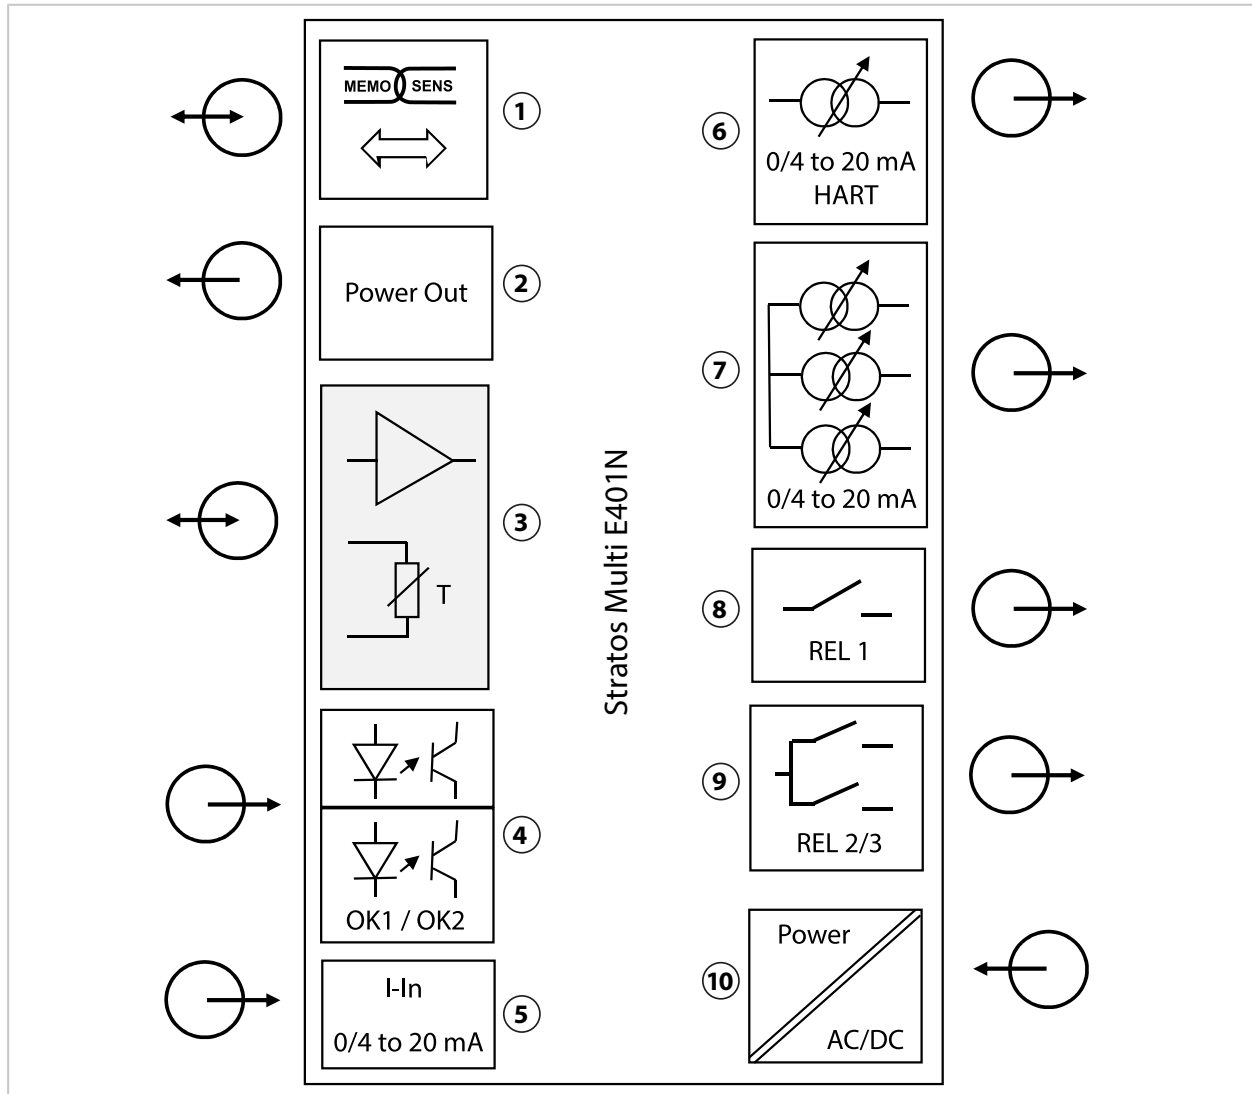 MEMO SENS
1
Power Out
2
3
T
4
OK1 / OK2
I-In
0/4 to 20 mA
5
Stratos Multi E401N
6
0/4 to 20 mA
HART
7
0/4 to 20 mA
8
REL 1
9
REL 2/3
10
Power
AC/DC